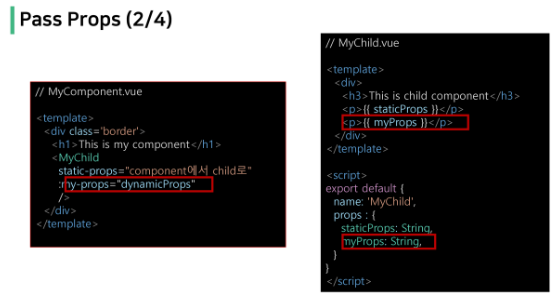 Pass Props (2/4)
// MyComponent.vue
<template>
<div class='border'>
<h1>This is my component</h1>
<MyChild
static-props="component에서 child로"
:my-props="dynamicProps"
/>
</div>
</template>
// MyChild.vue
<template>
<div>
<h3>This is child component</h3>
<p>{{ staticProps }}</p>
<p>{{ myProps }}</p>
</div>
</template>
<script>
export default {
name: 'MyChild',
props : {
staticProps: String,
myProps: String,
}
}
</script>